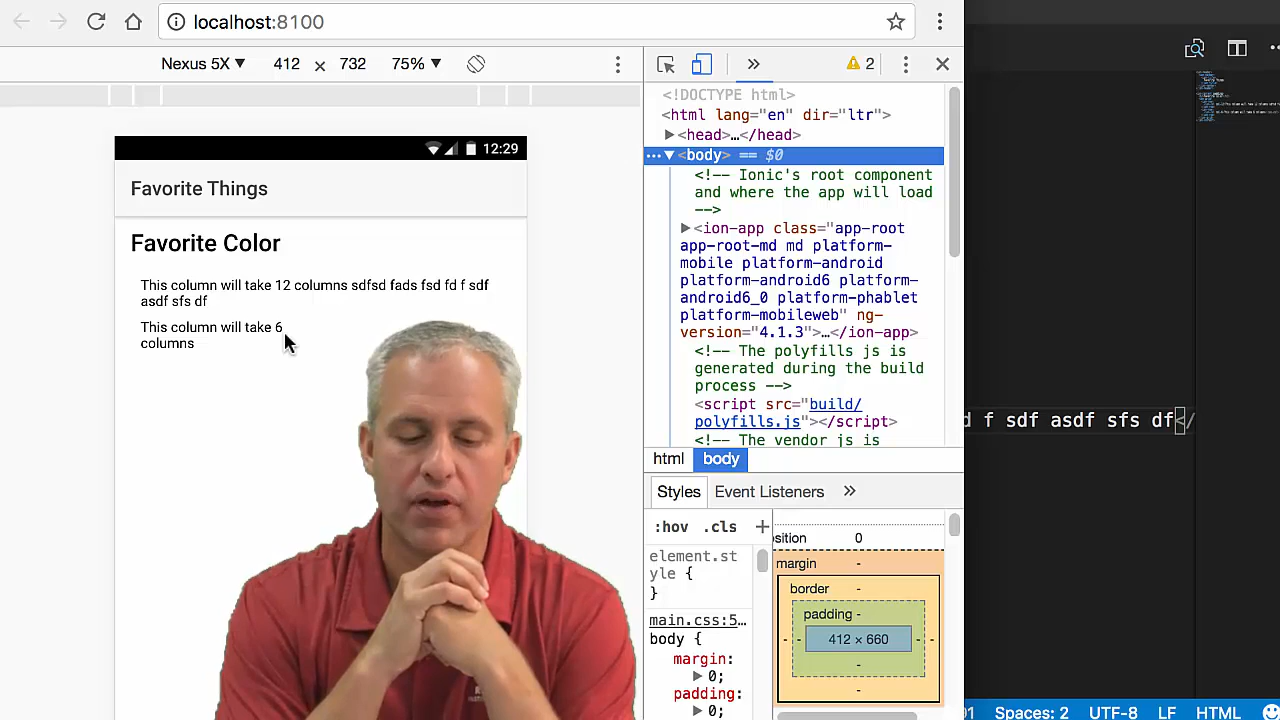 localhost:8100
Nexus 5X ▼ 412 × 732 75% ▼
» 2
<!DOCTYPE html>
<html lang="en" dir="ltr">
▶<head>…</head>
…▼<body> == $0
<!-- Ionic's root component
and where the app will load
-->
▶<ion-app class="app-root
app-root-md md platform-
mobile platform-android
platform-android6 platform-
android6_0 platform-phablet
platform-mobileweb" ng-
version="4.1.3">…</ion-app>
<!-- The polyfills js is
generated during the build
process -->
<script src="build/
polyfills.js"></script>
<!-- The vendor js is
html body
Styles Event Listeners »
:hov .cls +
element.st
yle {
}
main.css:5…
body {
margin:
▶ 0;
padding:
▶ 0;
sition 0
margin -
border -
padding -
- - 412 × 660 - -
-
-
12:29
Favorite Things
Favorite Color
This column will take 12 columns sdfsd fads fsd fd f sdf
asdf sfs df
This column will take 6
columns
d f sdf asdf sfs df</
01 Spaces: 2 UTF-8 LF HTML